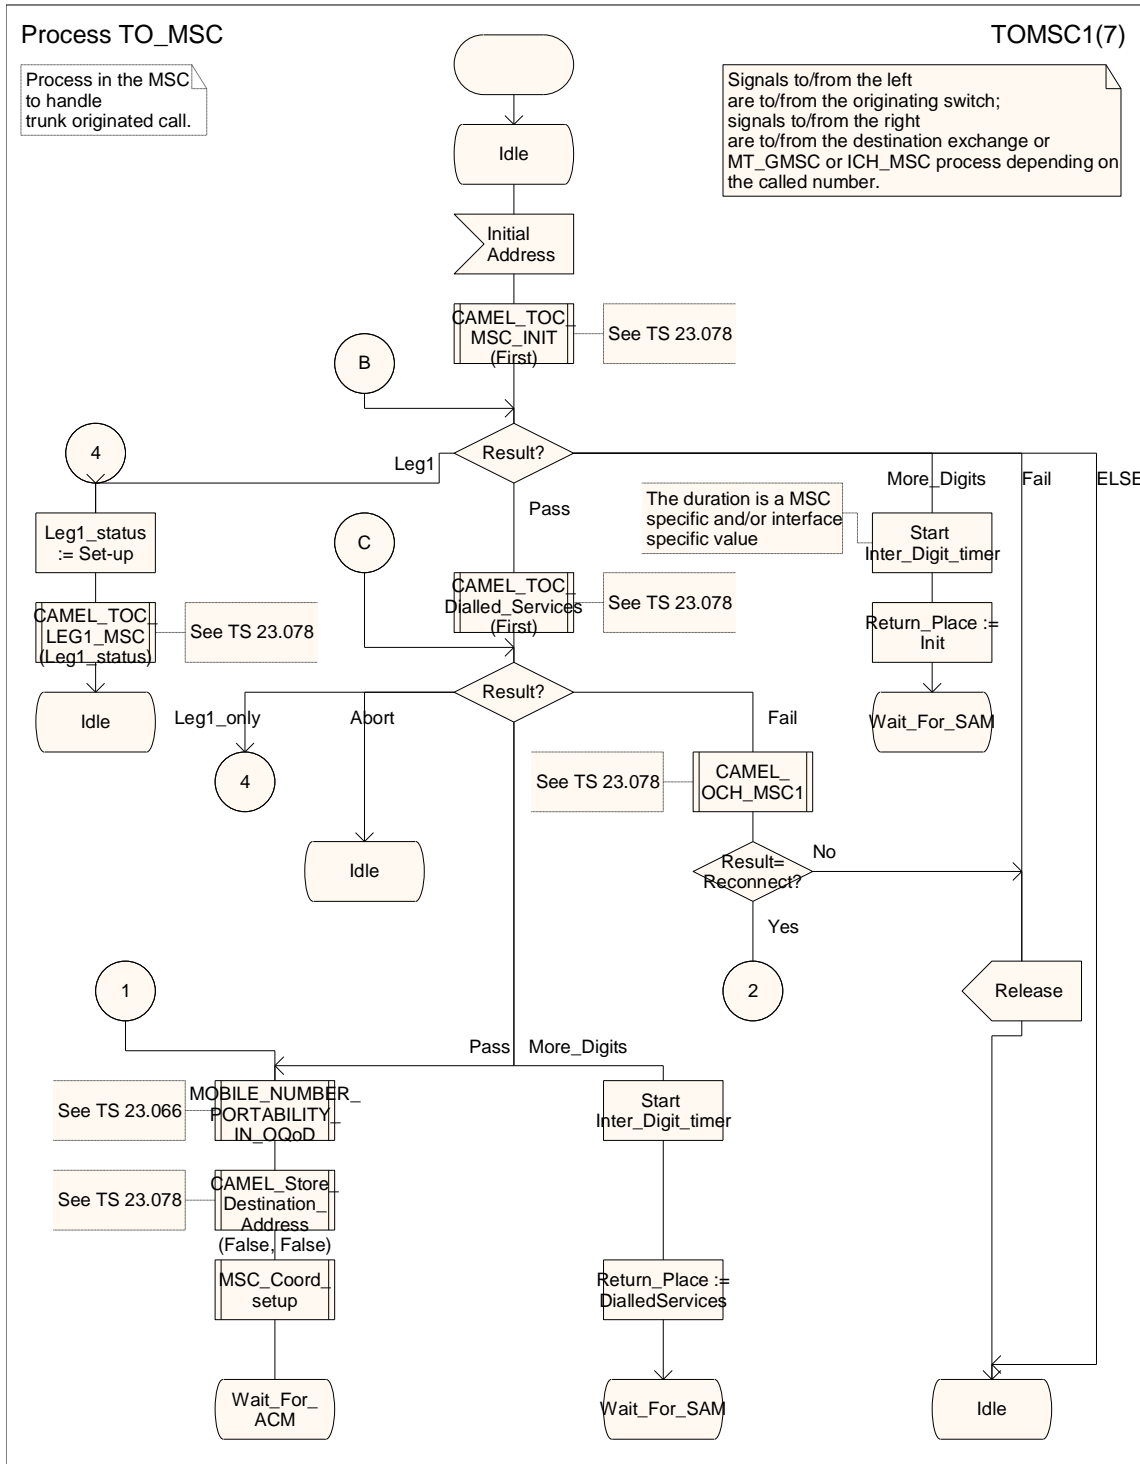 Process TO_MSC
TOMSC1(7)
Process in the MSC
to handle
trunk originated call.
Signals to/from the left
are to/from the originating switch;
signals to/from the right
are to/from the destination exchange or
MT_GMSC or ICH_MSC process depending on
the called number.
Idle
Initial
Address
CAMEL_TOC_
MSC_INIT
(First)
See TS 23.078
B
4
Result?
Leg1
More_Digits
Fail
ELSE
Pass
The duration is a MSC
specific and/or interface
specific value
Leg1_status
:= Set-up
C
Start
Inter_Digit_timer
CAMEL_TOC_
LEG1_MSC
(Leg1_status)
See TS 23.078
CAMEL_TOC_
Dialled_Services
(First)
See TS 23.078
Return_Place :=
Init
Idle
Result?
Leg1_only
Abort
Fail
Wait_For_SAM
4
See TS 23.078
CAMEL_
OCH_MSC1
Idle
Result=
Reconnect?
No
Yes
1
2
Release
Pass
More_Digits
See TS 23.066
MOBILE_NUMBER_
PORTABILITY_
IN_OQoD
Start
Inter_Digit_timer
See TS 23.078
CAMEL_Store_
Destination_
Address
(False, False)
MSC_Coord_
setup
Return_Place :=
DialledServices
Wait_For_
ACM
Wait_For_SAM
Idle